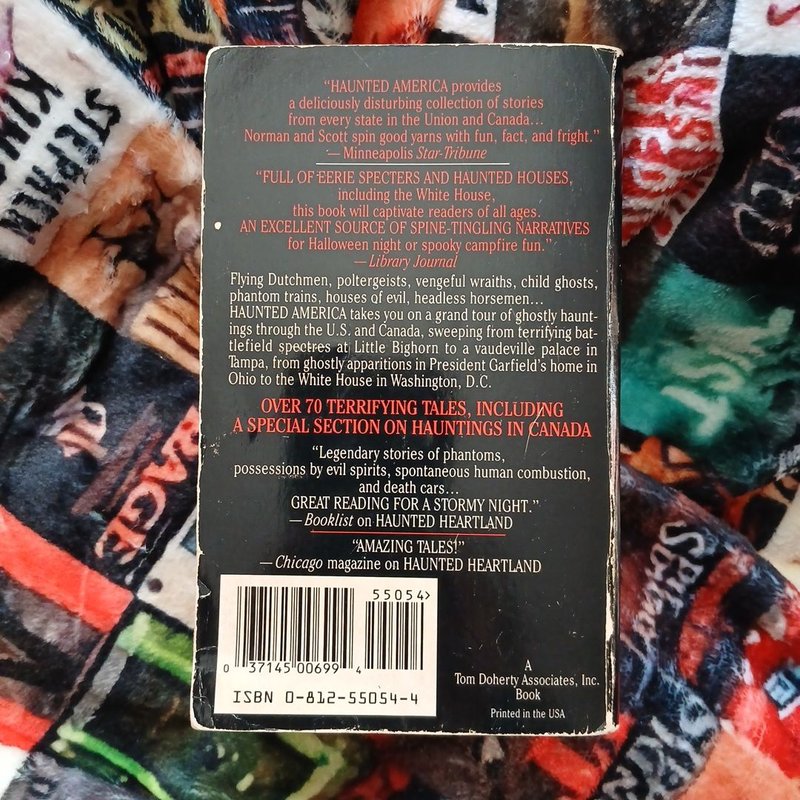 “HAUNTED AMERICA provides
a deliciously disturbing collection of stories
from every state in the Union and Canada...
Norman and Scott spin good yarns with fun, fact, and fright.”
— Minneapolis Star-Tribune
“FULL OF EERIE SPECTERS AND HAUNTED HOUSES,
including the White House,
this book will captivate readers of all ages.
AN EXCELLENT SOURCE OF SPINE-TINGLING NARRATIVES
for Halloween night or spooky campfire fun.”
— Library Journal
Flying Dutchmen, poltergeists, vengeful wraiths, child ghosts,
phantom trains, houses of evil, headless horsemen...
HAUNTED AMERICA takes you on a grand tour of ghostly haunt-
ings through the U.S. and Canada, sweeping from terrifying bat-
tlefield spectres at Little Bighorn to a vaudeville palace in
Tampa, from ghostly apparitions in President Garfield's home in
Ohio to the White House in Washington, D.C.
OVER 70 TERRIFYING TALES, INCLUDING
A SPECIAL SECTION ON HAUNTINGS IN CANADA
“Legendary stories of phantoms,
possessions by evil spirits, spontaneous human combustion,
and death cars...
GREAT READING FOR A STORMY NIGHT.”
— Booklist on HAUNTED HEARTLAND
“AMAZING TALES!”
— Chicago magazine on HAUNTED HEARTLAND
55054>
0 37145 00699 4
ISBN 0-812-55054-4
A
Tom Doherty Associates, Inc.
Book
Printed in the USA
STEPHEN
KING
RAGE